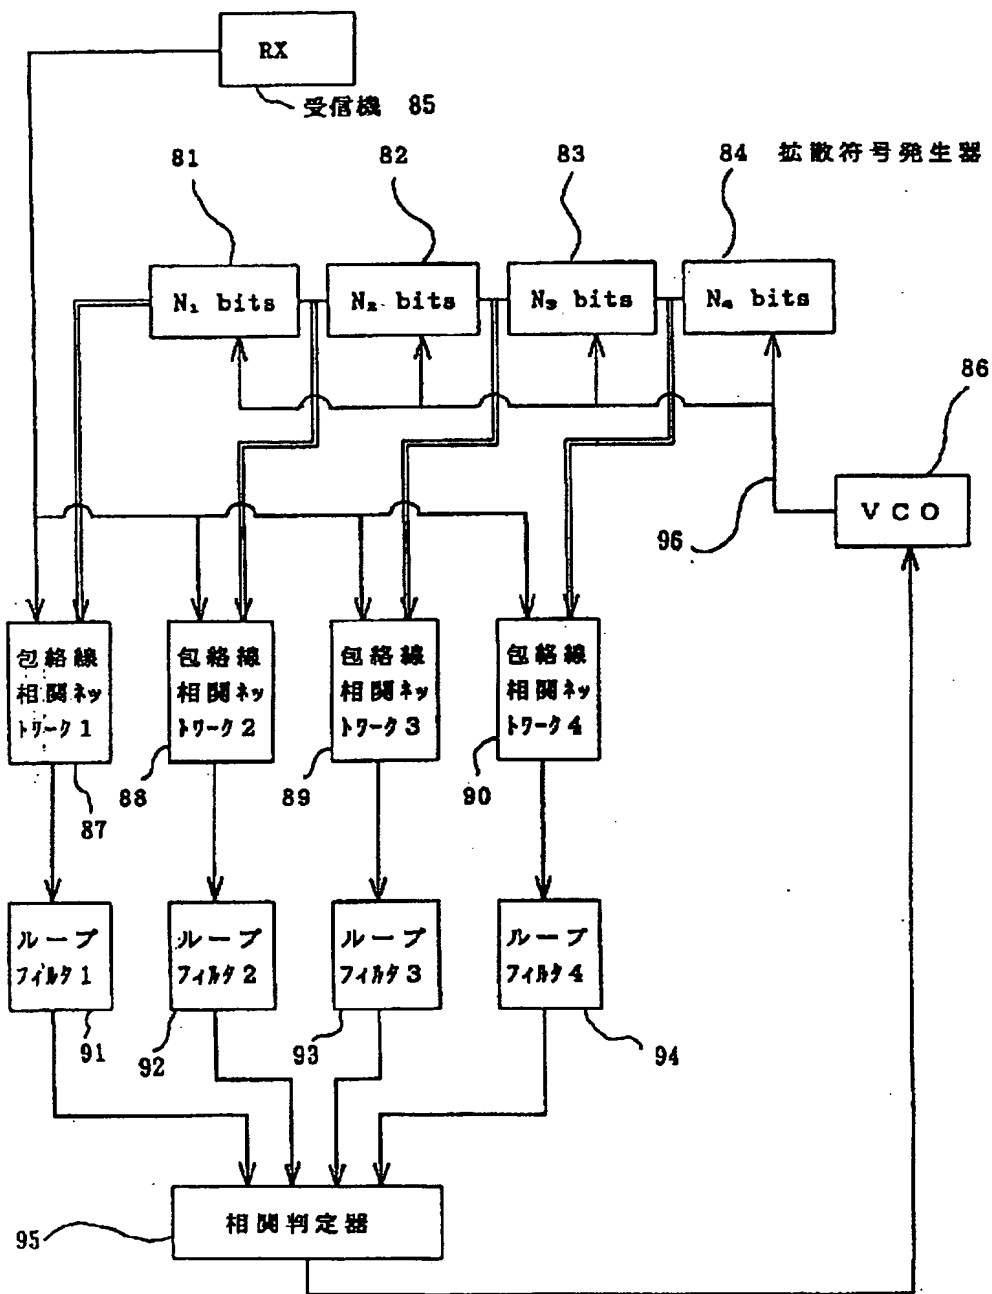 RX
受信機 85
81
82
83
84 拡散符号発生器
N₁ bits
N₂ bits
N₃ bits
N₄ bits
86
VCO
96
包絡線
相関ネッ
トワーク1
包絡線
相関ネッ
トワーク2
包絡線
相関ネッ
トワーク3
包絡線
相関ネッ
トワーク4
87
88
89
90
ループ
フィルタ1
ループ
フィルタ2
ループ
フィルタ3
ループ
フィルタ4
91
92
93
94
相関判定器
95